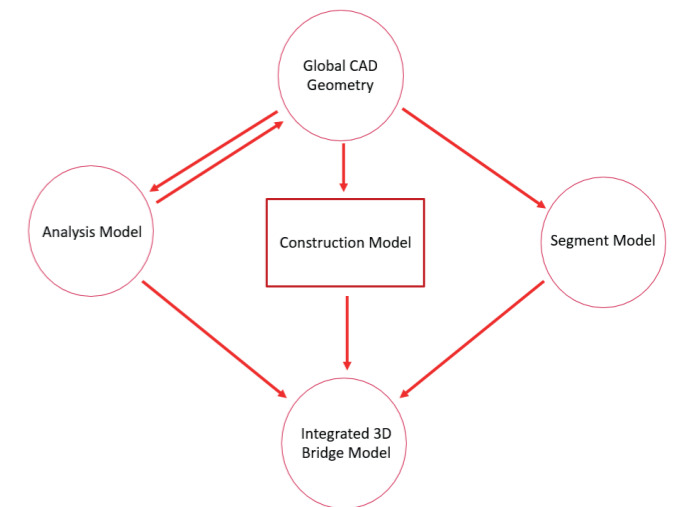 Global CAD
Geometry
Analysis Model
Construction Model
Segment Model
Integrated 3D
Bridge Model